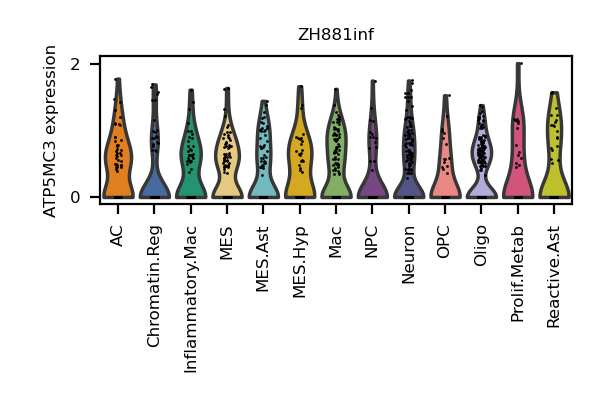 ZH881inf
ATP5MC3 expression
2
0
AC
Chromatin.Reg
Inflammatory.Mac
MES
MES.Ast
MES.Hyp
Mac
NPC
Neuron
OPC
Oligo
Prolif.Metab
Reactive.Ast